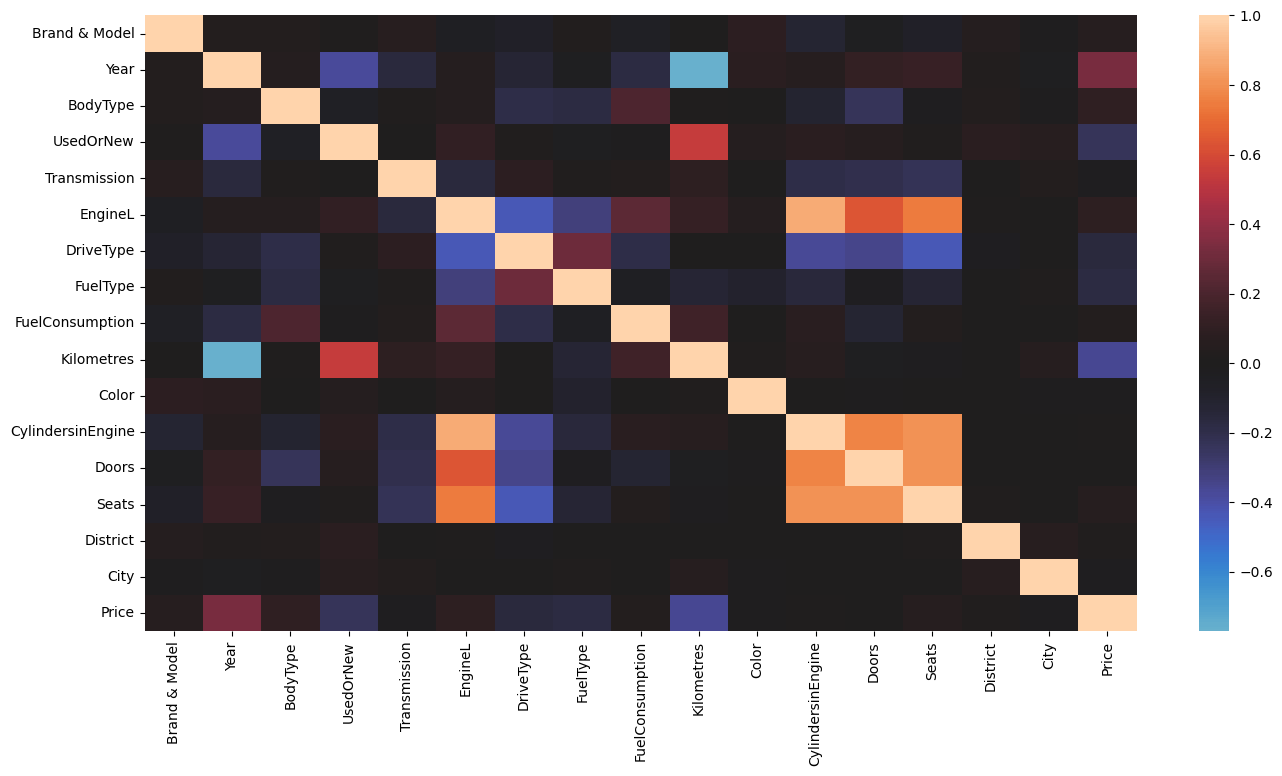 Brand & Model
Year
BodyType
UsedOrNew
Transmission
EngineL
DriveType
FuelType
FuelConsumption
Kilometres
Color
CylindersinEngine
Doors
Seats
District
City
Price
Brand & Model
Year
BodyType
UsedOrNew
Transmission
EngineL
DriveType
FuelType
FuelConsumption
Kilometres
Color
CylindersinEngine
Doors
Seats
District
City
Price
1.0
0.8
0.6
0.4
0.2
0.0
−0.2
−0.4
−0.6